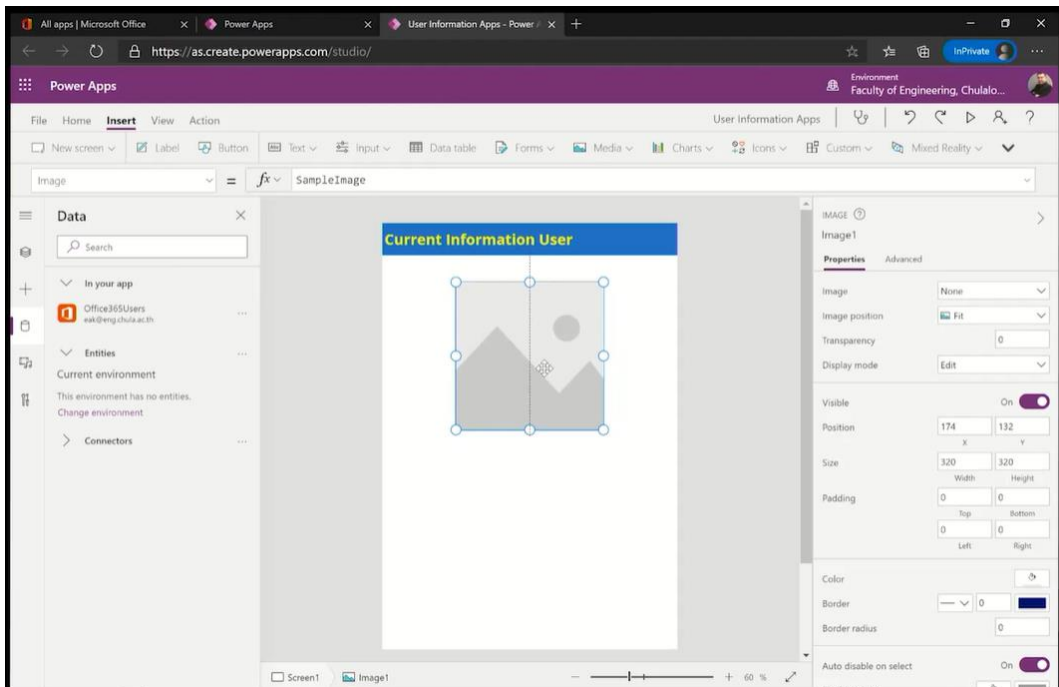 All apps | Microsoft Office
Power Apps
User Information Apps - Power
https://as.create.powerapps.com/studio/
InPrivate
Power Apps
Environment
Faculty of Engineering, Chulalo...
File Home Insert View Action
User Information Apps
New screen Label Button Text Input Data table Forms Media Charts Icons Custom Mixed Reality
Image = fx SampleImage
Data
Search
In your app
Office365Users
eak@eng.chula.ac.th
Entities
Current environment
This environment has no entities.
Change environment
Connectors
Current Information User
Screen1 Image1
60 %
IMAGE
Image1
Properties Advanced
Image None
Image position Fit
Transparency 0
Display mode Edit
Visible On
Position 174 132
X Y
Size 320 320
Width Height
Padding 0 0
Top Bottom
0 0
Left Right
Color
Border 0
Border radius 0
Auto disable on select On